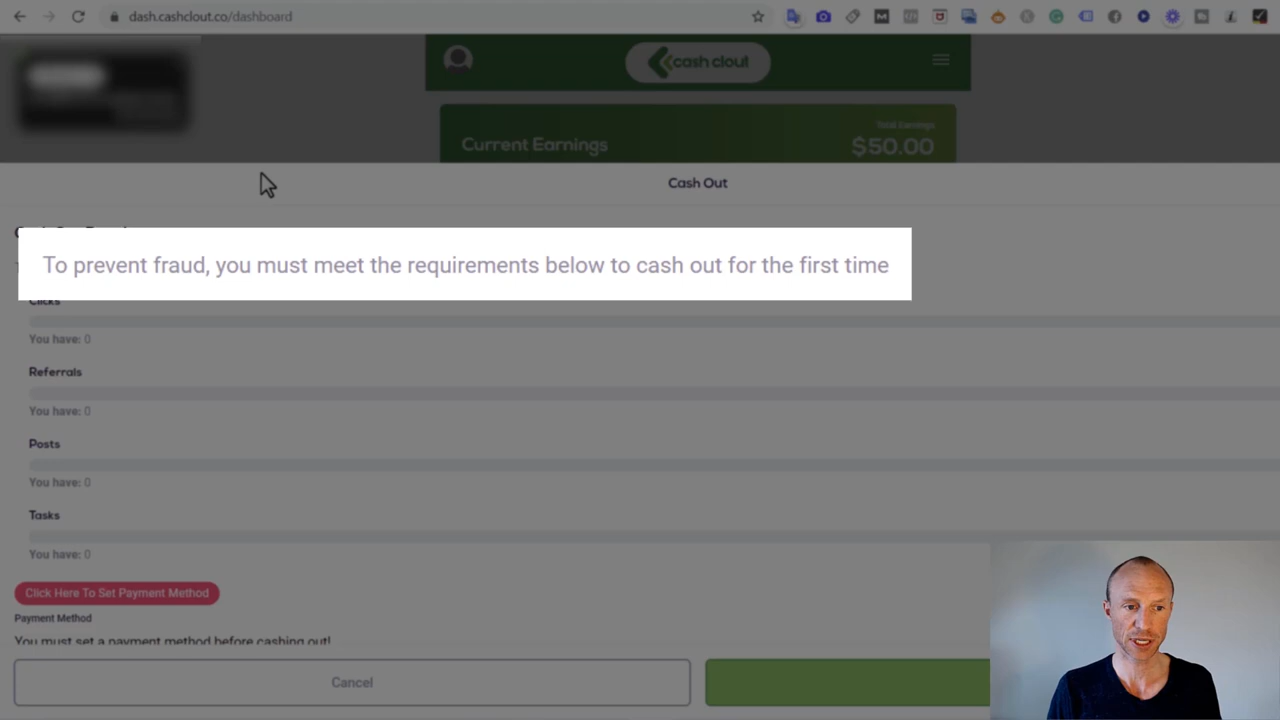 dash.cashclout.co/dashboard
cash clout
Total Earnings
Current Earnings
$50.00
Cash Out
To prevent fraud, you must meet the requirements below to cash out for the first time
Clicks
You have: 0
Referrals
You have: 0
Posts
You have: 0
Tasks
You have: 0
Click Here To Set Payment Method
Payment Method
You must set a payment method before cashing out!
Cancel